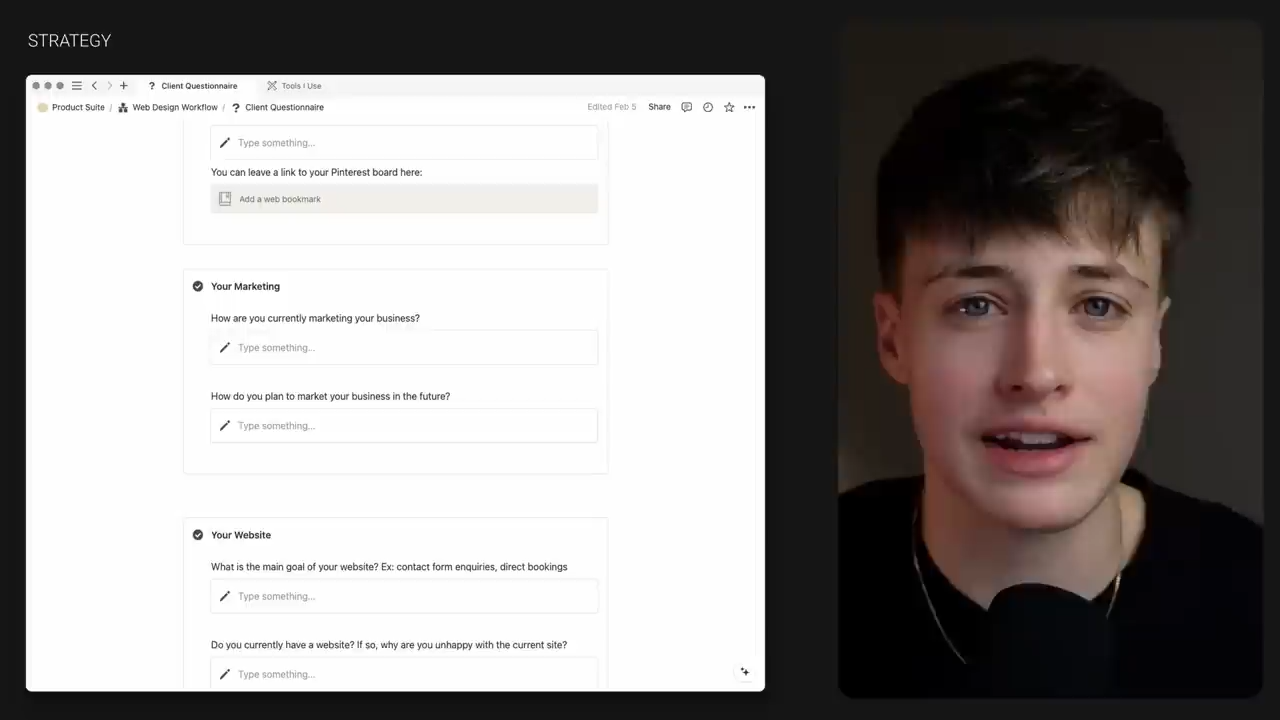 STRATEGY
? Client Questionnaire
Tools I Use
Product Suite / Web Design Workflow / ? Client Questionnaire
Edited Feb 5
Share
Type something...
You can leave a link to your Pinterest board here:
Add a web bookmark
Your Marketing
How are you currently marketing your business?
Type something...
How do you plan to market your business in the future?
Type something...
Your Website
What is the main goal of your website? Ex: contact form enquiries, direct bookings
Type something...
Do you currently have a website? If so, why are you unhappy with the current site?
Type something...